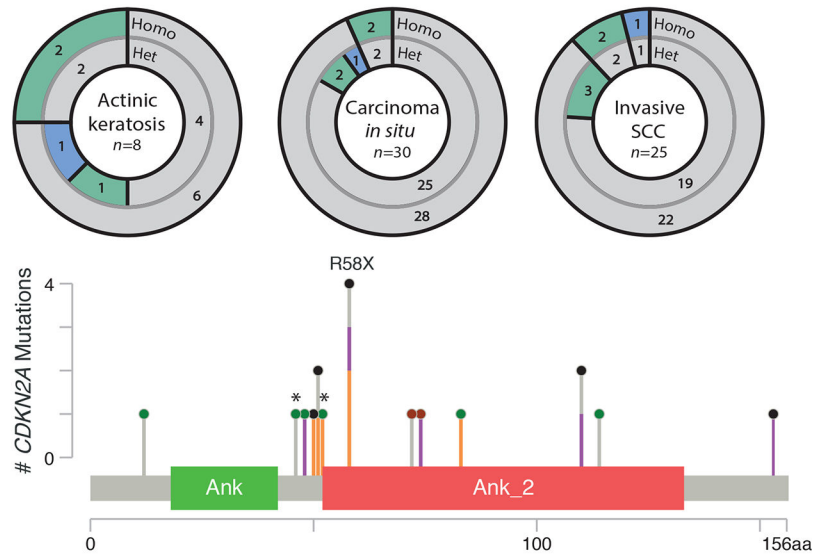 Homo
Het
2
2
4
6
1
1
Actinic
keratosis
n=8
Homo
Het
2
2
1
2
25
28
Carcinoma
in situ
n=30
Homo
Het
1
2
1
2
3
19
22
Invasive
SCC
n=25
# CDKN2A Mutations
4
0
R58X
*
*
Ank
Ank_2
0
100
156aa